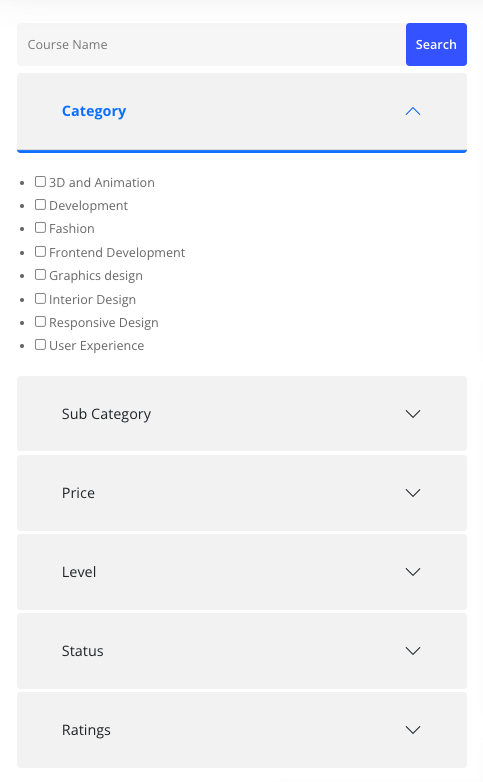 Course Name
Search
Category
3D and Animation
Development
Fashion
Frontend Development
Graphics design
Interior Design
Responsive Design
User Experience
Sub Category
Price
Level
Status
Ratings